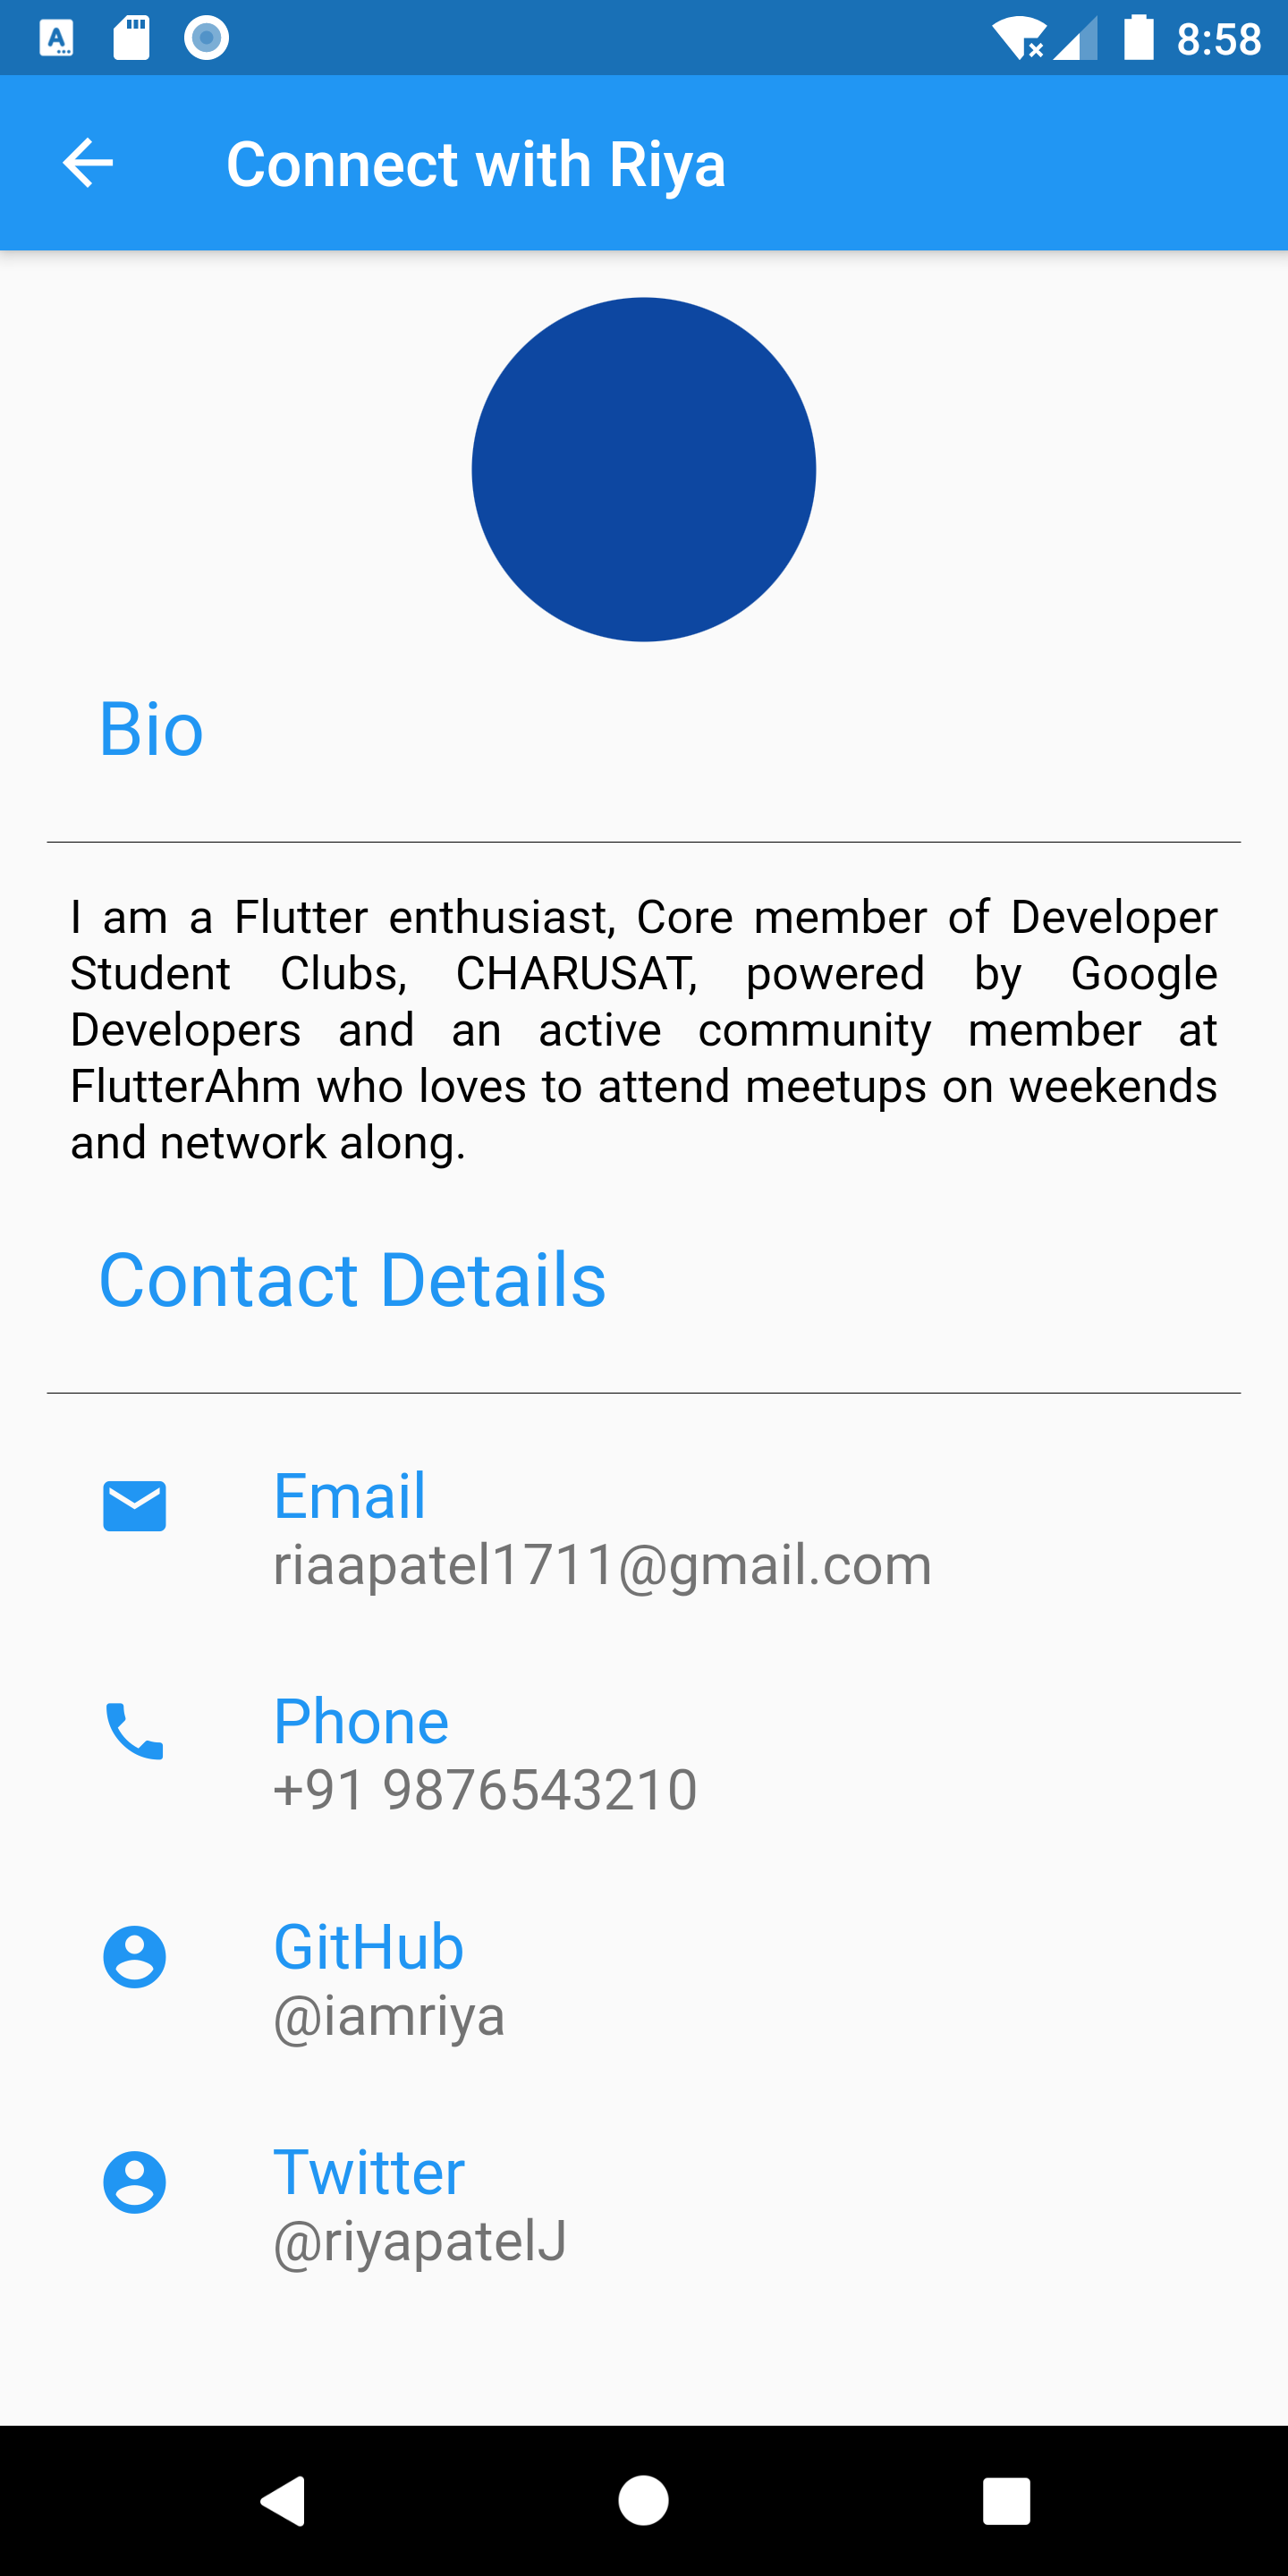 8:58
Connect with Riya
Bio
I am a Flutter enthusiast, Core member of Developer
Student Clubs, CHARUSAT, powered by Google
Developers and an active community member at
FlutterAhm who loves to attend meetups on weekends
and network along.
Contact Details
Email
riaapatel1711@gmail.com
Phone
+91 9876543210
GitHub
@iamriya
Twitter
@riyapatelJ